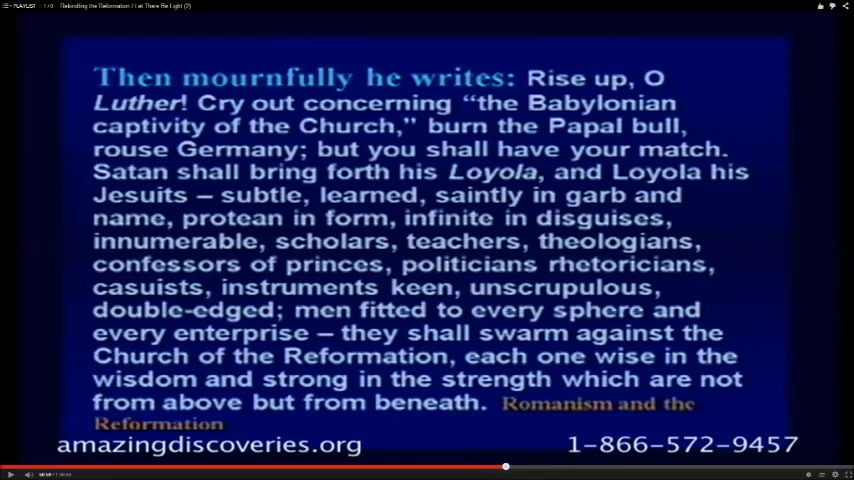 PLAYLIST
Rekindling the Reformation / Let There Be Light (2)
Then mournfully he writes: Rise up, O
Luther! Cry out concerning “the Babylonian
captivity of the Church,” burn the Papal bull,
rouse Germany; but you shall have your match.
Satan shall bring forth his Loyola, and Loyola his
Jesuits – subtle, learned, saintly in garb and
name, protean in form, infinite in disguises,
innumerable, scholars, teachers, theologians,
confessors of princes, politicians rhetoricians,
casuists, instruments keen, unscrupulous,
double-edged; men fitted to every sphere and
every enterprise – they shall swarm against the
Church of the Reformation, each one wise in the
wisdom and strong in the strength which are not
from above but from beneath. Romanism and the
Reformation
amazingdiscoveries.org 1-866-572-9457